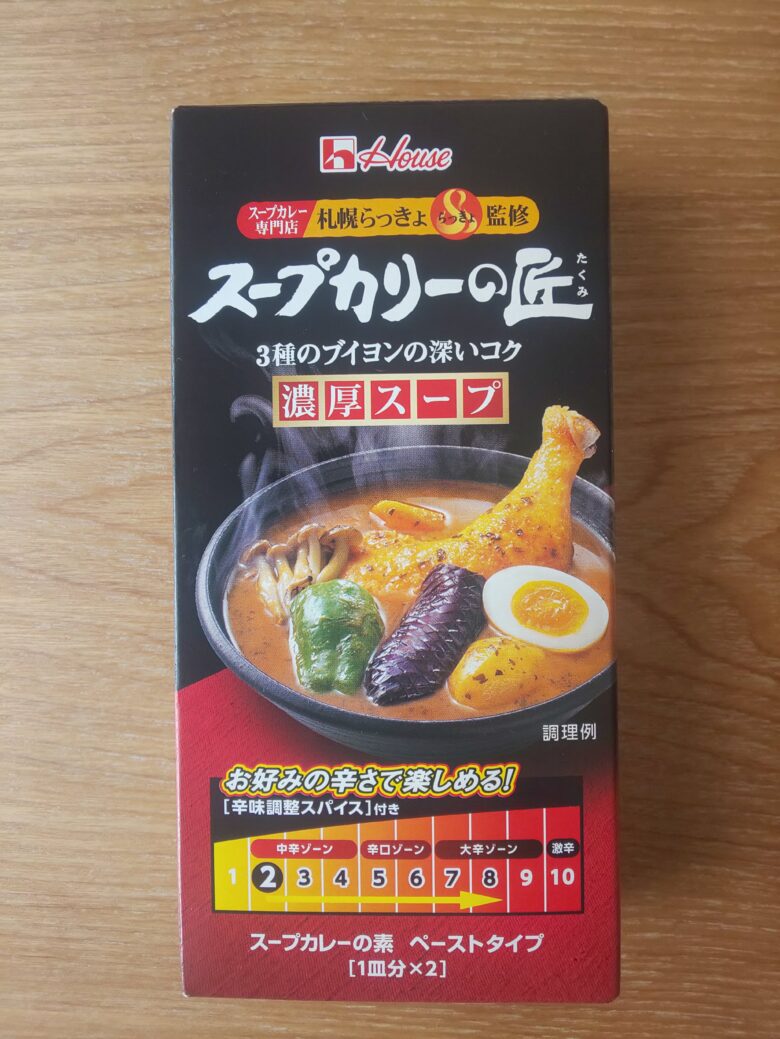 House
スープカレー
専門店
札幌らっきょ らっきょ 監修
スープカリーの匠
たくみ
3種のブイヨンの深いコク
濃厚スープ
調理例
お好みの辛さで楽しめる!
[辛味調整スパイス]付き
中辛ゾーン 辛口ゾーン 大辛ゾーン 激辛
1 2 3 4 5 6 7 8 9 10
スープカレーの素 ペーストタイプ
[1皿分×2]